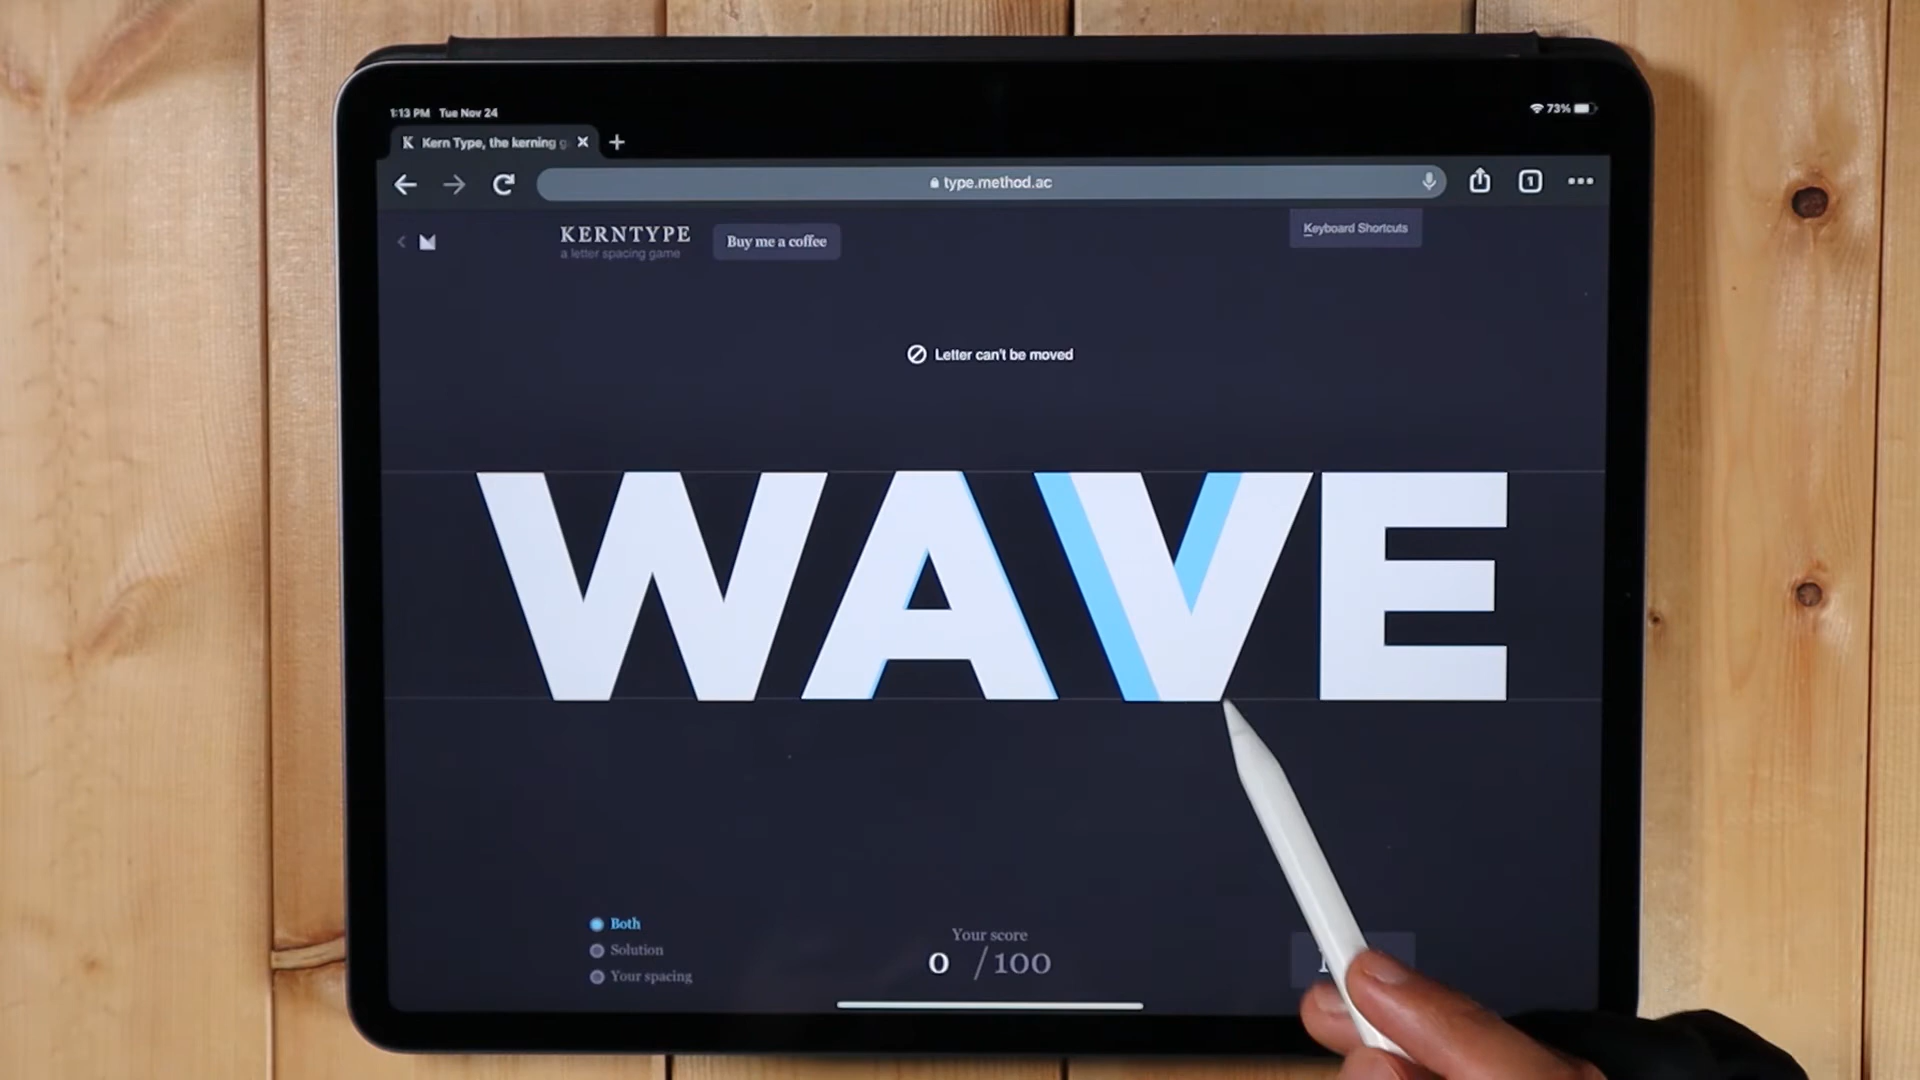 1:13 PM Tue Nov 24
73%
K Kern Type, the kerning g
type.method.ac
1
KERNTYPE
a letter spacing game
Buy me a coffee
Keyboard Shortcuts
Letter can't be moved
WAVE
Both
Solution
Your spacing
Your score
0 /100